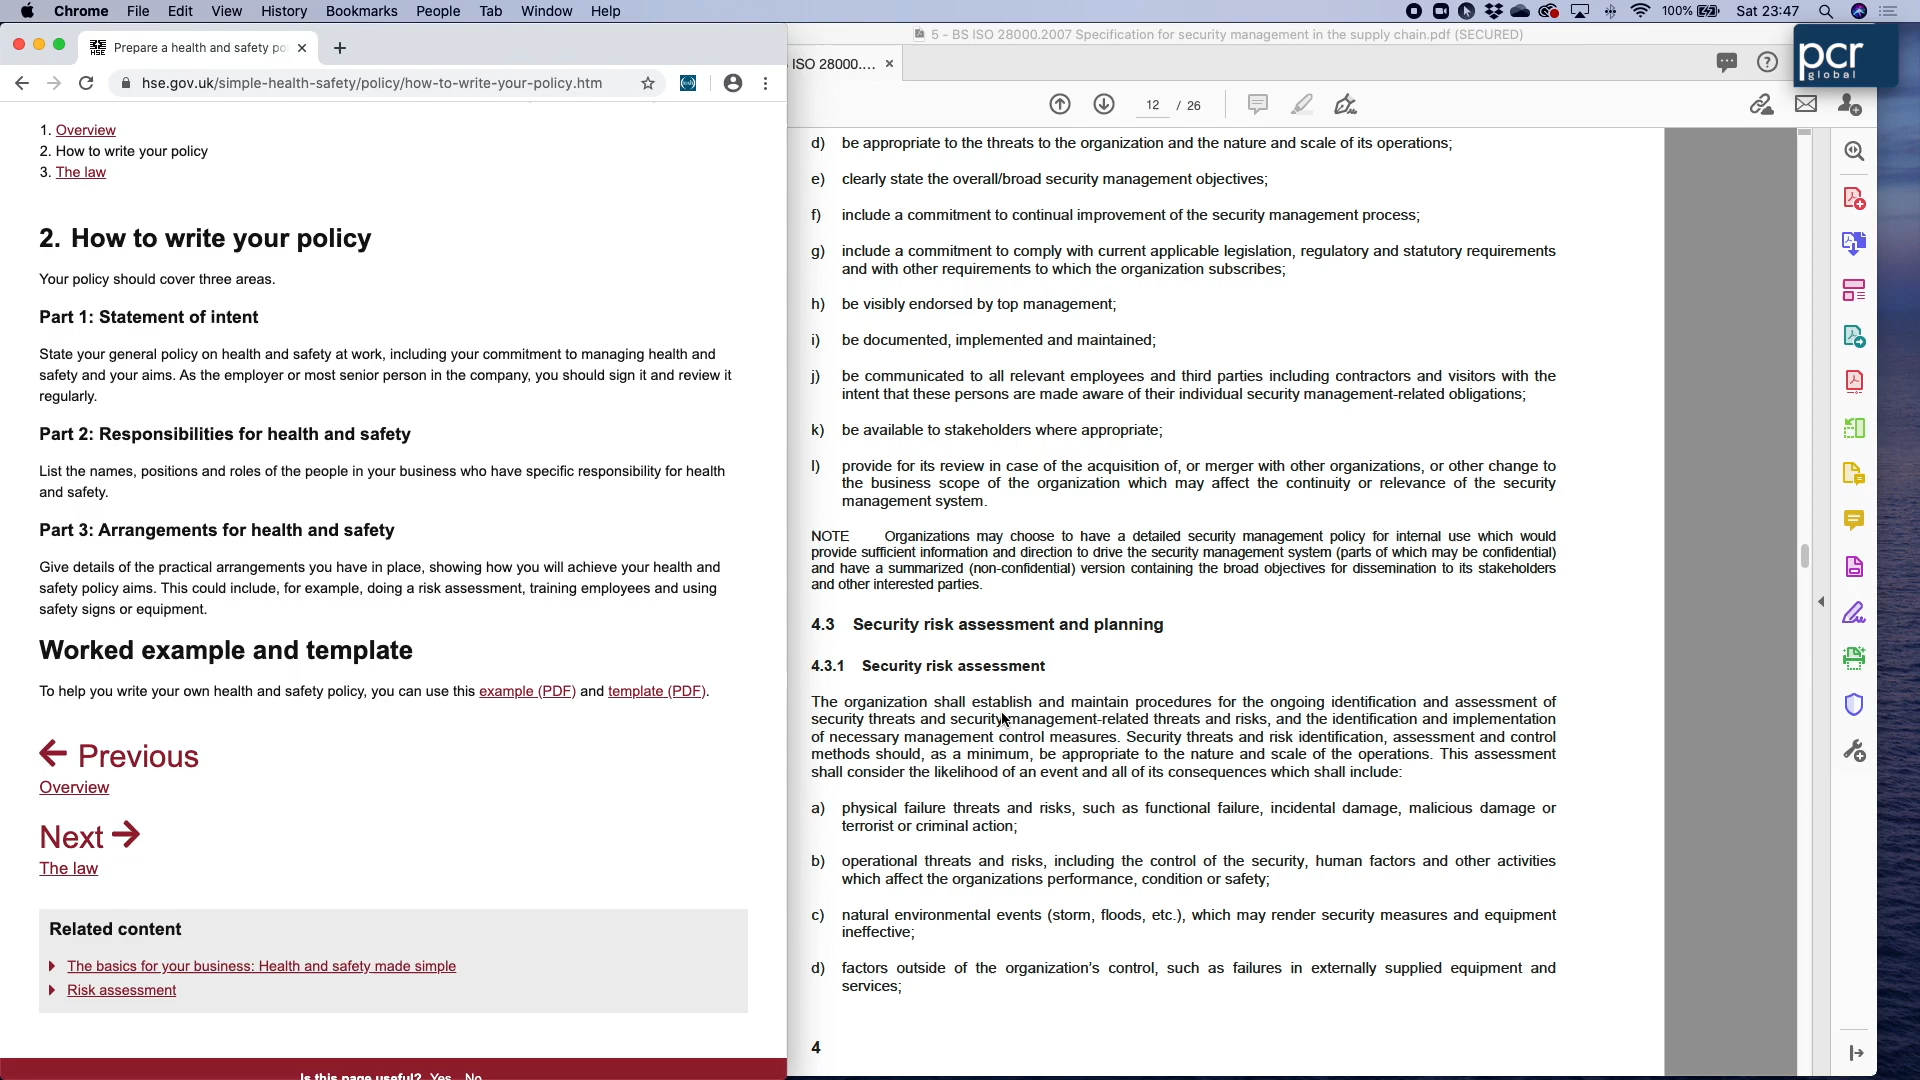 Chrome File Edit View History Bookmarks People Tab Window Help
100% Sat 23:47
Prepare a health and safety po
hse.gov.uk/simple-health-safety/policy/how-to-write-your-policy.htm
1. Overview
2. How to write your policy
3. The law
2. How to write your policy
Your policy should cover three areas.
Part 1: Statement of intent
State your general policy on health and safety at work, including your commitment to managing health and
safety and your aims. As the employer or most senior person in the company, you should sign it and review it
regularly.
Part 2: Responsibilities for health and safety
List the names, positions and roles of the people in your business who have specific responsibility for health
and safety.
Part 3: Arrangements for health and safety
Give details of the practical arrangements you have in place, showing how you will achieve your health and
safety policy aims. This could include, for example, doing a risk assessment, training employees and using
safety signs or equipment.
Worked example and template
To help you write your own health and safety policy, you can use this example (PDF) and template (PDF).
Previous
Overview
Next
The law
Related content
The basics for your business: Health and safety made simple
Risk assessment
Is this page useful? Yes No
5 - BS ISO 28000.2007 Specification for security management in the supply chain.pdf (SECURED)
ISO 28000....
pcr
global
12 / 26
d) be appropriate to the threats to the organization and the nature and scale of its operations;
e) clearly state the overall/broad security management objectives;
f) include a commitment to continual improvement of the security management process;
g) include a commitment to comply with current applicable legislation, regulatory and statutory requirements
and with other requirements to which the organization subscribes;
h) be visibly endorsed by top management;
i) be documented, implemented and maintained;
j) be communicated to all relevant employees and third parties including contractors and visitors with the
intent that these persons are made aware of their individual security management-related obligations;
k) be available to stakeholders where appropriate;
l) provide for its review in case of the acquisition of, or merger with other organizations, or other change to
the business scope of the organization which may affect the continuity or relevance of the security
management system.
NOTE Organizations may choose to have a detailed security management policy for internal use which would
provide sufficient information and direction to drive the security management system (parts of which may be confidential)
and have a summarized (non-confidential) version containing the broad objectives for dissemination to its stakeholders
and other interested parties.
4.3 Security risk assessment and planning
4.3.1 Security risk assessment
The organization shall establish and maintain procedures for the ongoing identification and assessment of
security threats and security management-related threats and risks, and the identification and implementation
of necessary management control measures. Security threats and risk identification, assessment and control
methods should, as a minimum, be appropriate to the nature and scale of the operations. This assessment
shall consider the likelihood of an event and all of its consequences which shall include:
a) physical failure threats and risks, such as functional failure, incidental damage, malicious damage or
terrorist or criminal action;
b) operational threats and risks, including the control of the security, human factors and other activities
which affect the organizations performance, condition or safety;
c) natural environmental events (storm, floods, etc.), which may render security measures and equipment
ineffective;
d) factors outside of the organization's control, such as failures in externally supplied equipment and
services;
4